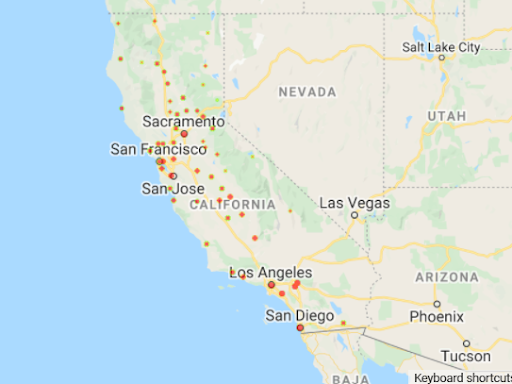 Salt Lake City
NEVADA
UTAH
Sacramento
San Francisco
San Jose
CALIFORNIA
Las Vegas
Los Angeles
ARIZONA
San Diego
Phoenix
Tucson
BAJA
Keyboard shortcuts